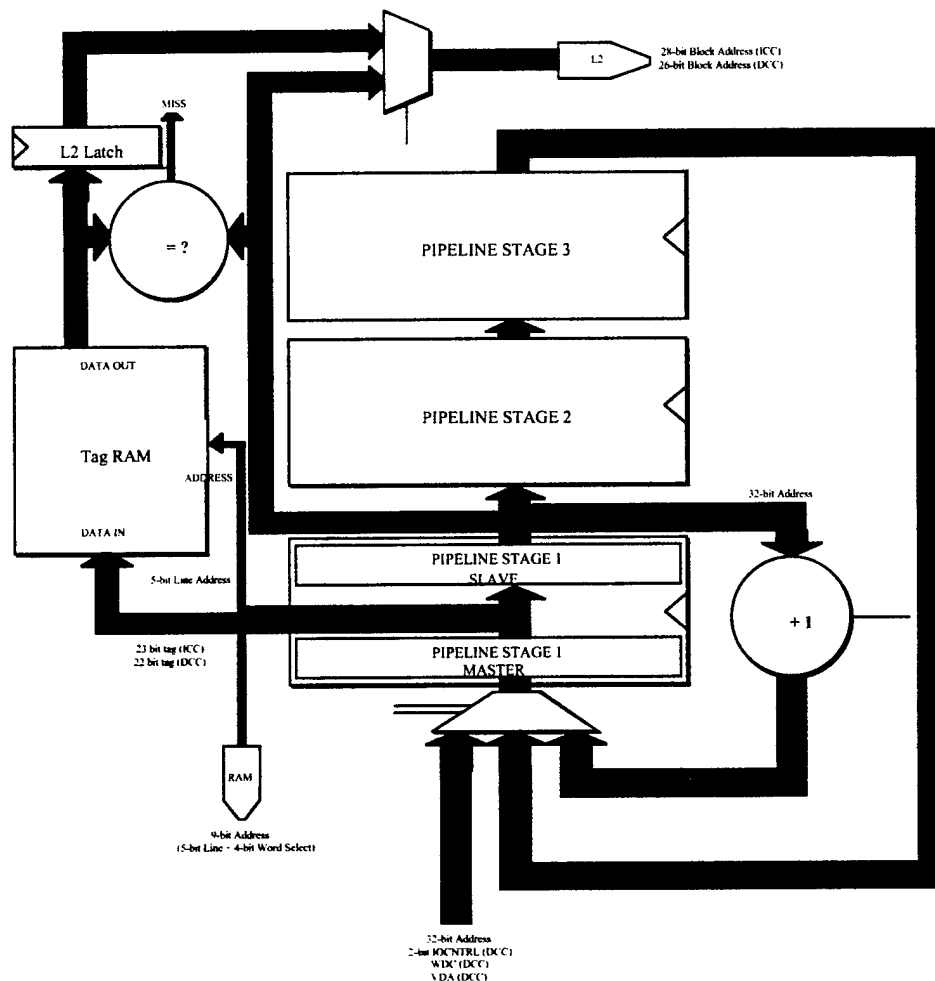 L2
28-bit Block Address (ICC)
26-bit Block Address (DCC)
MISS
L2 Latch
= ?
PIPELINE STAGE 3
DATA OUT
PIPELINE STAGE 2
Tag RAM
ADDRESS
32-bit Address
DATA IN
PIPELINE STAGE 1
SLAVE
5-bit Line Address
+ 1
23 bit tag (ICC)
22 bit tag (DCC)
PIPELINE STAGE 1
MASTER
RAM
9-bit Address
(5-bit Line + 4-bit Word Select)
32-bit Address
2-bit IOCNTRL (DCC)
WDC (DCC)
(DCC)